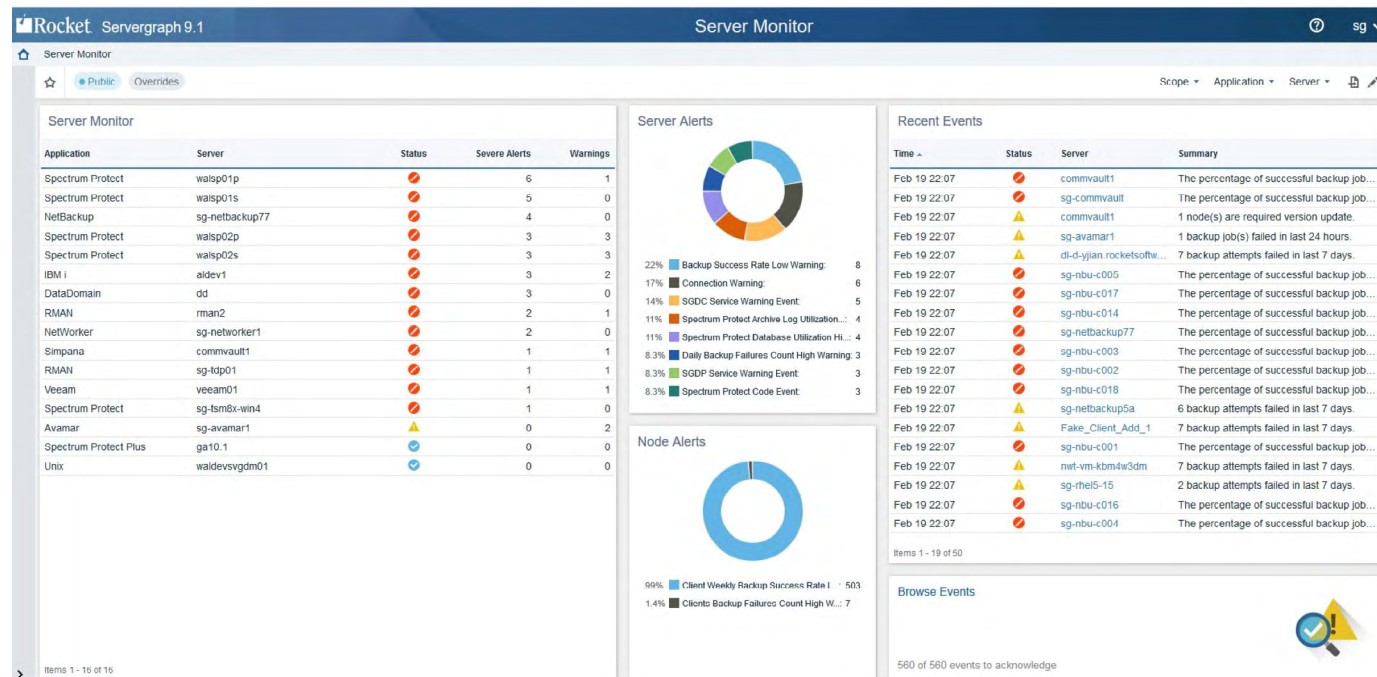 Rocket Servergraph 9.1
Server Monitor
sg
Server Monitor
Public Overrides
Scope Application Server
Server Monitor
Application Server Status Severe Alerts Warnings
Spectrum Protect walsp01p 6 1
Spectrum Protect walsp01s 5 0
NetBackup sg-netbackup77 4 0
Spectrum Protect walsp02p 3 3
Spectrum Protect walsp02s 3 3
IBM i aldev1 3 2
DataDomain dd 3 0
RMAN rman2 2 1
NetWorker sg-networker1 2 0
Simpana commvault1 1 1
RMAN sg-tdp01 1 1
Veeam veeam01 1 1
Spectrum Protect sg-tsm8x-win4 1 0
Avamar sg-avamar1 0 2
Spectrum Protect Plus ga10.1 0 0
Unix waldevsvgdm01 0 0
Items 1 - 16 of 16
Server Alerts
22% Backup Success Rate Low Warning: 8
17% Connection Warning: 6
14% SGDC Service Warning Event: 5
11% Spectrum Protect Archive Log Utilization...: 4
11% Spectrum Protect Database Utilization Hi...: 4
8.3% Daily Backup Failures Count High Warning: 3
8.3% SGDP Service Warning Event: 3
8.3% Spectrum Protect Code Event: 3
Node Alerts
99% Client Weekly Backup Success Rate L...: 503
1.4% Clients Backup Failures Count High W...: 7
Recent Events
Time Status Server Summary
Feb 19 22:07 commvault1 The percentage of successful backup job...
Feb 19 22:07 sg-commvault The percentage of successful backup job...
Feb 19 22:07 commvault1 1 node(s) are required version update.
Feb 19 22:07 sg-avamar1 1 backup job(s) failed in last 24 hours.
Feb 19 22:07 dl-d-yjian.rocketsoftw... 7 backup attempts failed in last 7 days.
Feb 19 22:07 sg-nbu-c005 The percentage of successful backup job...
Feb 19 22:07 sg-nbu-c017 The percentage of successful backup job...
Feb 19 22:07 sg-nbu-c014 The percentage of successful backup job...
Feb 19 22:07 sg-netbackup77 The percentage of successful backup job...
Feb 19 22:07 sg-nbu-c003 The percentage of successful backup job...
Feb 19 22:07 sg-nbu-c002 The percentage of successful backup job...
Feb 19 22:07 sg-nbu-c018 The percentage of successful backup job...
Feb 19 22:07 sg-netbackup5a 6 backup attempts failed in last 7 days.
Feb 19 22:07 Fake_Client_Add_1 7 backup attempts failed in last 7 days.
Feb 19 22:07 sg-nbu-c001 The percentage of successful backup job...
Feb 19 22:07 nwt-vm-kbm4w3dm 7 backup attempts failed in last 7 days.
Feb 19 22:07 sg-rhel5-15 2 backup attempts failed in last 7 days.
Feb 19 22:07 sg-nbu-c016 The percentage of successful backup job...
Feb 19 22:07 sg-nbu-c004 The percentage of successful backup job...
Items 1 - 19 of 50
Browse Events
560 of 560 events to acknowledge